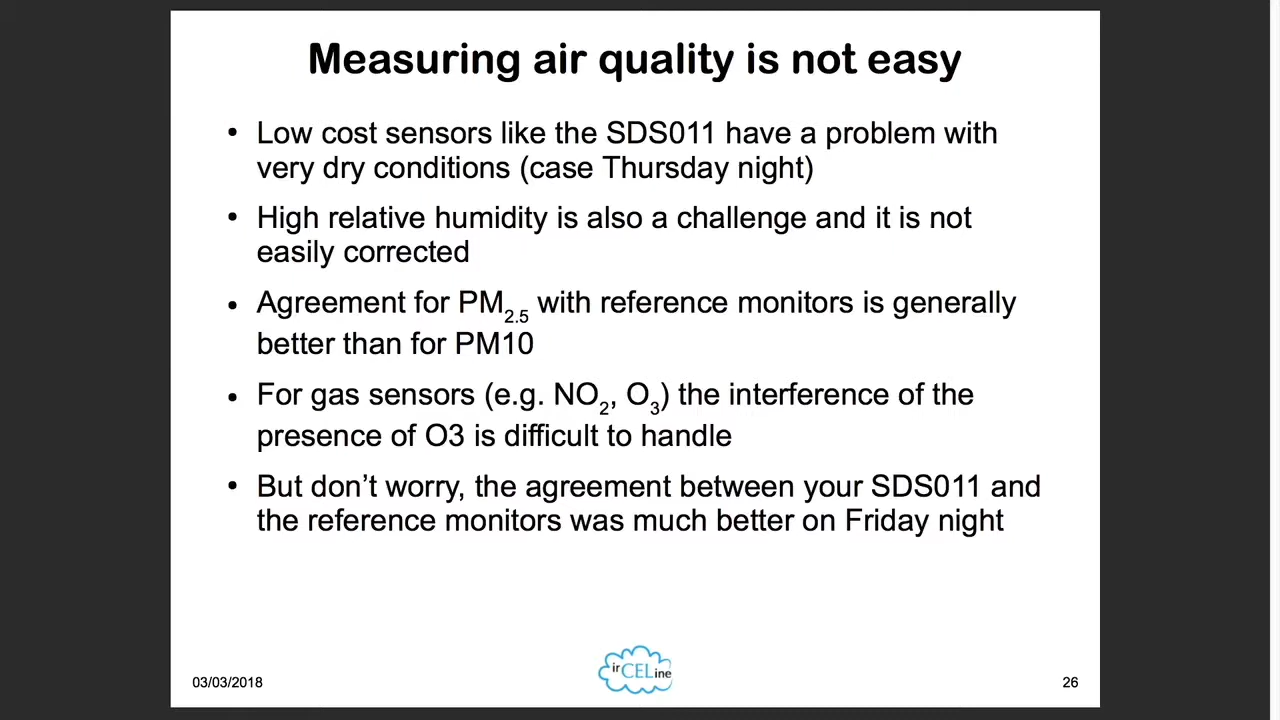 Measuring air quality is not easy
• Low cost sensors like the SDS011 have a problem with
very dry conditions (case Thursday night)
• High relative humidity is also a challenge and it is not
easily corrected
• Agreement for PM2.5 with reference monitors is generally
better than for PM10
• For gas sensors (e.g. NO2, O3) the interference of the
presence of O3 is difficult to handle
• But don’t worry, the agreement between your SDS011 and
the reference monitors was much better on Friday night
03/03/2018
irCELine
26